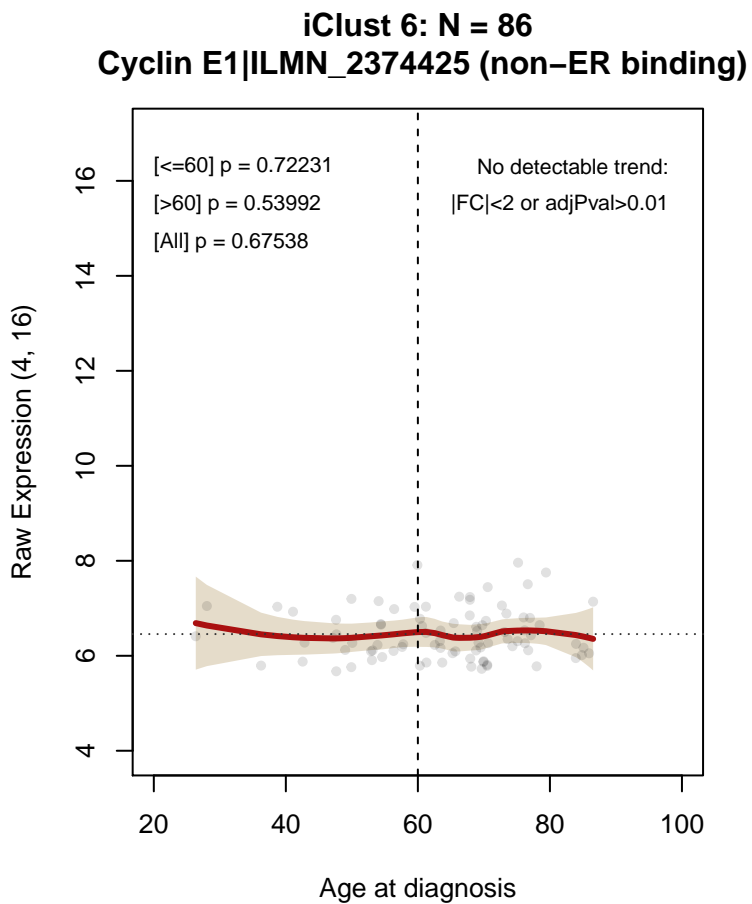 iClust 6: N = 86
Cyclin E1|ILMN_2374425 (non−ER binding)
[<=60] p = 0.72231
[>60] p = 0.53992
[All] p = 0.67538
No detectable trend:
|FC|<2 or adjPval>0.01
Raw Expression (4, 16)
16
14
12
10
8
6
4
20 40 60 80 100
Age at diagnosis